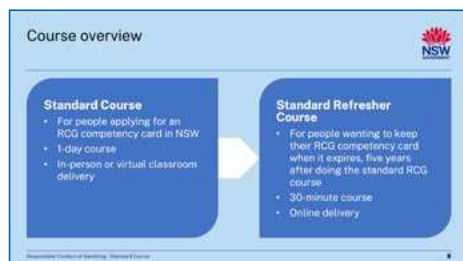 Course overview
NSW
GOVERNMENT
Standard Course
• For people applying for an
RCG competency card in NSW
• 1-day course
• In-person or virtual classroom
delivery
Standard Refresher
Course
• For people wanting to keep
their RCG competency card
when it expires, five years
after doing the standard RCG
course
• 30-minute course
• Online delivery
Responsible Conduct of Gambling - Standard Course